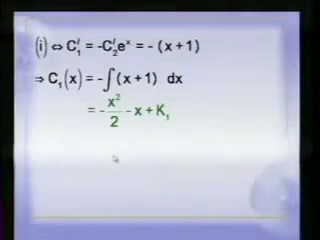 (i) ⇔ C₁′ = -C₂′eˣ = - (x + 1)
⇒ C₁(x) = -∫(x + 1) dx
= - x²/2 - x + K₁